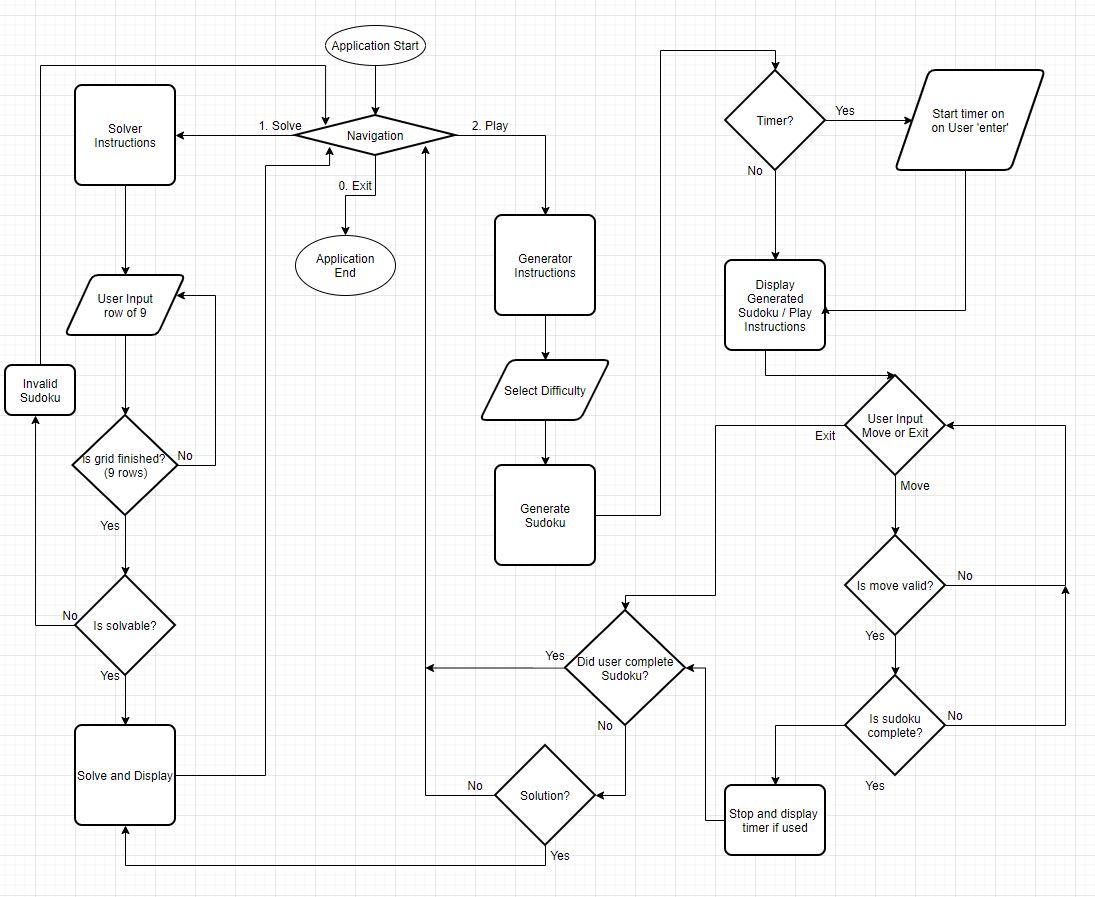 Application Start
Navigation
1. Solve
2. Play
0. Exit
Application
End
Solver
Instructions
User Input
row of 9
Is grid finished?
(9 rows)
No
Yes
Invalid
Sudoku
Is solvable?
No
Yes
Solve and Display
Generator
Instructions
Select Difficulty
Generate
Sudoku
Timer?
Yes
No
Start timer on
on User 'enter'
Display
Generated
Sudoku / Play
Instructions
User Input
Move or Exit
Exit
Move
Is move valid?
No
Yes
Is sudoku
complete?
No
Yes
Stop and display
timer if used
Did user complete
Sudoku?
Yes
No
Solution?
No
Yes